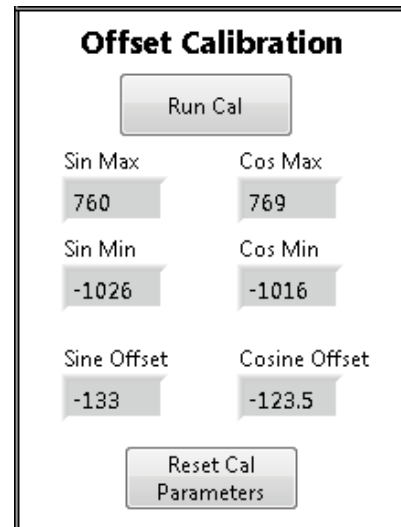 Offset Calibration
Run Cal
Sin Max Cos Max
760 769
Sin Min Cos Min
-1026 -1016
Sine Offset Cosine Offset
-133 -123.5
Reset Cal
Parameters